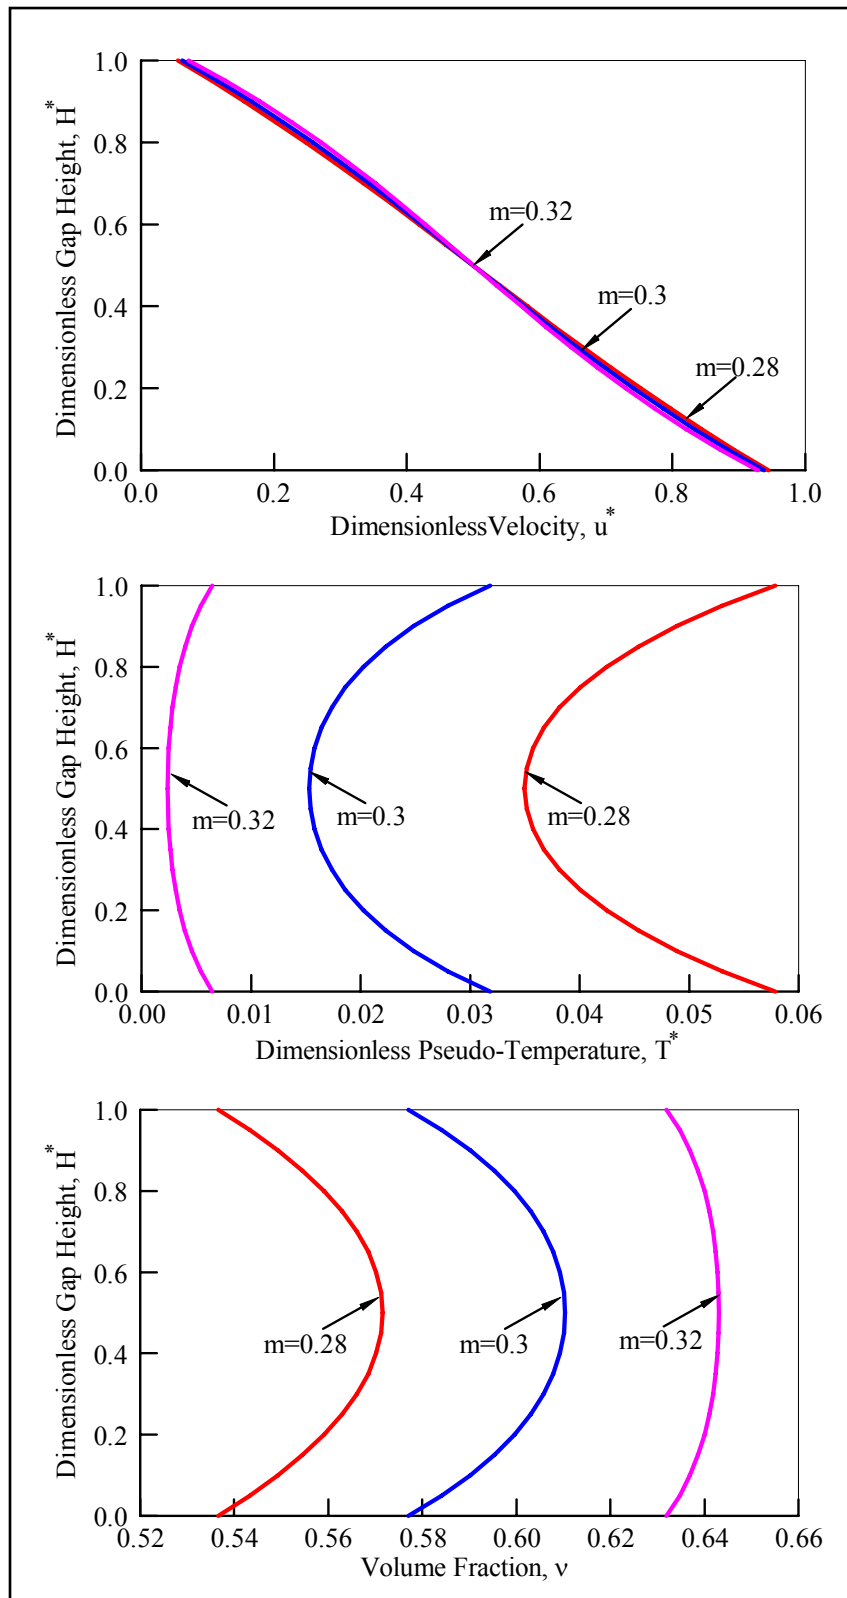 1.0
0.8
0.6
0.4
0.2
0.0
Dimensionless Gap Height, H*
m=0.32
m=0.3
m=0.28
0.0 0.2 0.4 0.6 0.8 1.0
DimensionlessVelocity, u*
1.0
0.8
0.6
0.4
0.2
0.0
Dimensionless Gap Height, H*
m=0.32
m=0.3
m=0.28
0.00 0.01 0.02 0.03 0.04 0.05 0.06
Dimensionless Pseudo-Temperature, T*
1.0
0.8
0.6
0.4
0.2
0.0
Dimensionless Gap Height, H*
m=0.28
m=0.3
m=0.32
0.52 0.54 0.56 0.58 0.60 0.62 0.64 0.66
Volume Fraction, ν